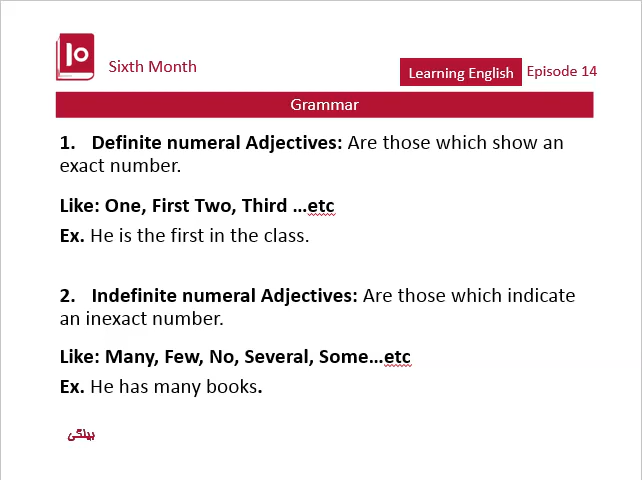 Sixth Month
Learning English
Episode 14
Grammar
1. Definite numeral Adjectives: Are those which show an
exact number.
Like: One, First Two, Third ...etc
Ex. He is the first in the class.
2. Indefinite numeral Adjectives: Are those which indicate
an inexact number.
Like: Many, Few, No, Several, Some...etc
Ex. He has many books.